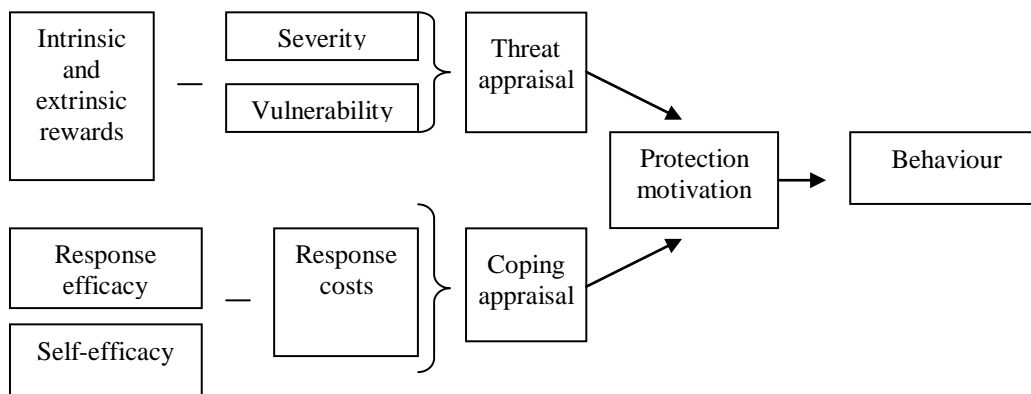 Intrinsic
and
extrinsic
rewards
—
Severity
Vulnerability
Threat
appraisal
Protection
motivation
Behaviour
Response
efficacy
Self-efficacy
—
Response
costs
Coping
appraisal